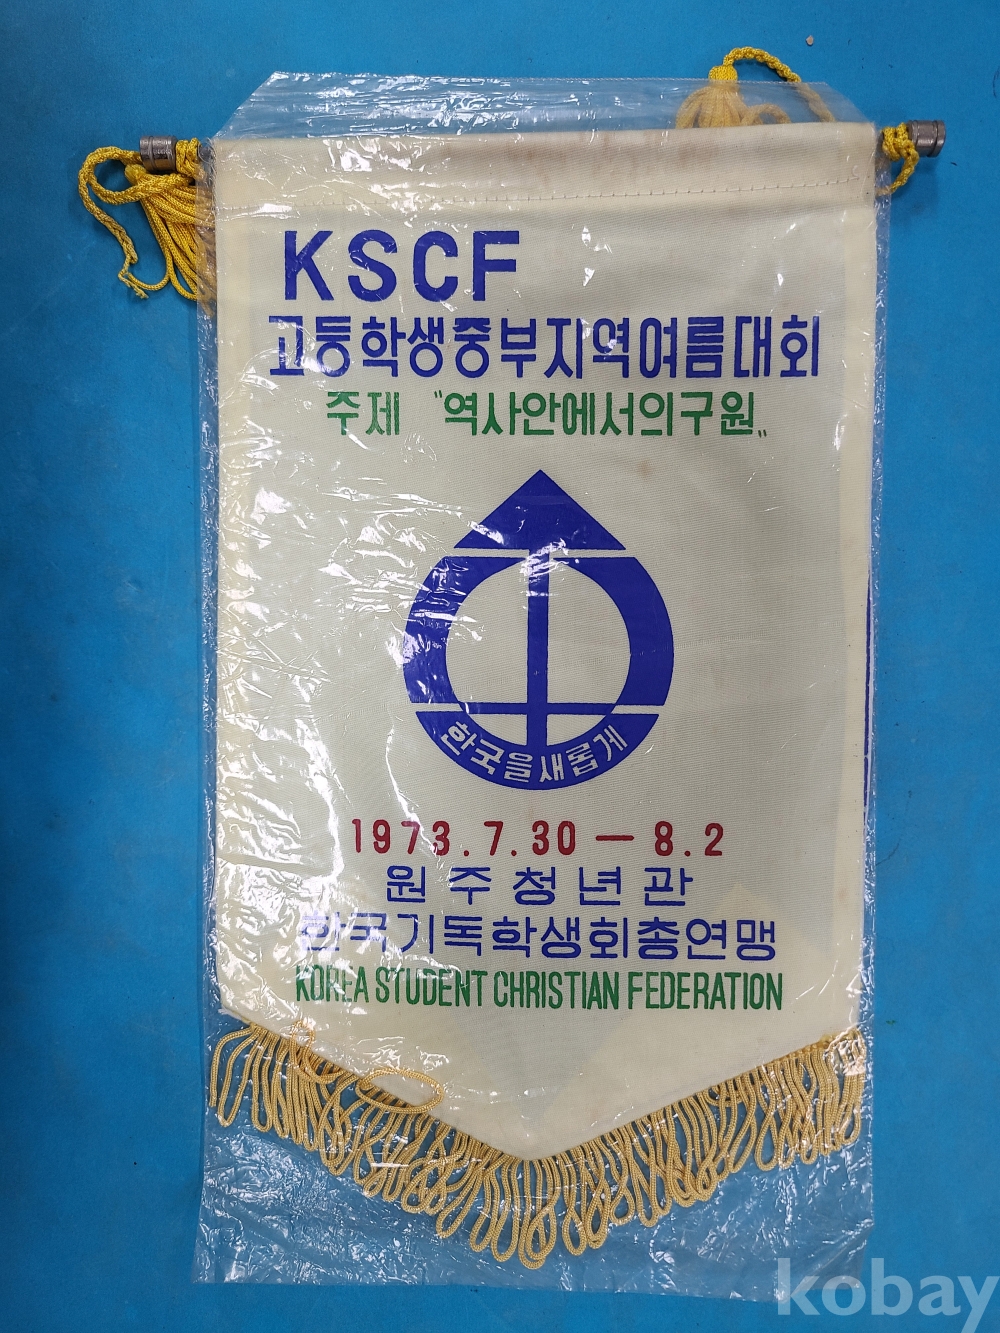 KSCF
고등학생중부지역여름대회
주제 "역사안에서의구원"
한국을새롭게
1973.7.30 — 8.2
원주청년관
한국기독학생회총연맹
KOREA STUDENT CHRISTIAN FEDERATION
kobay